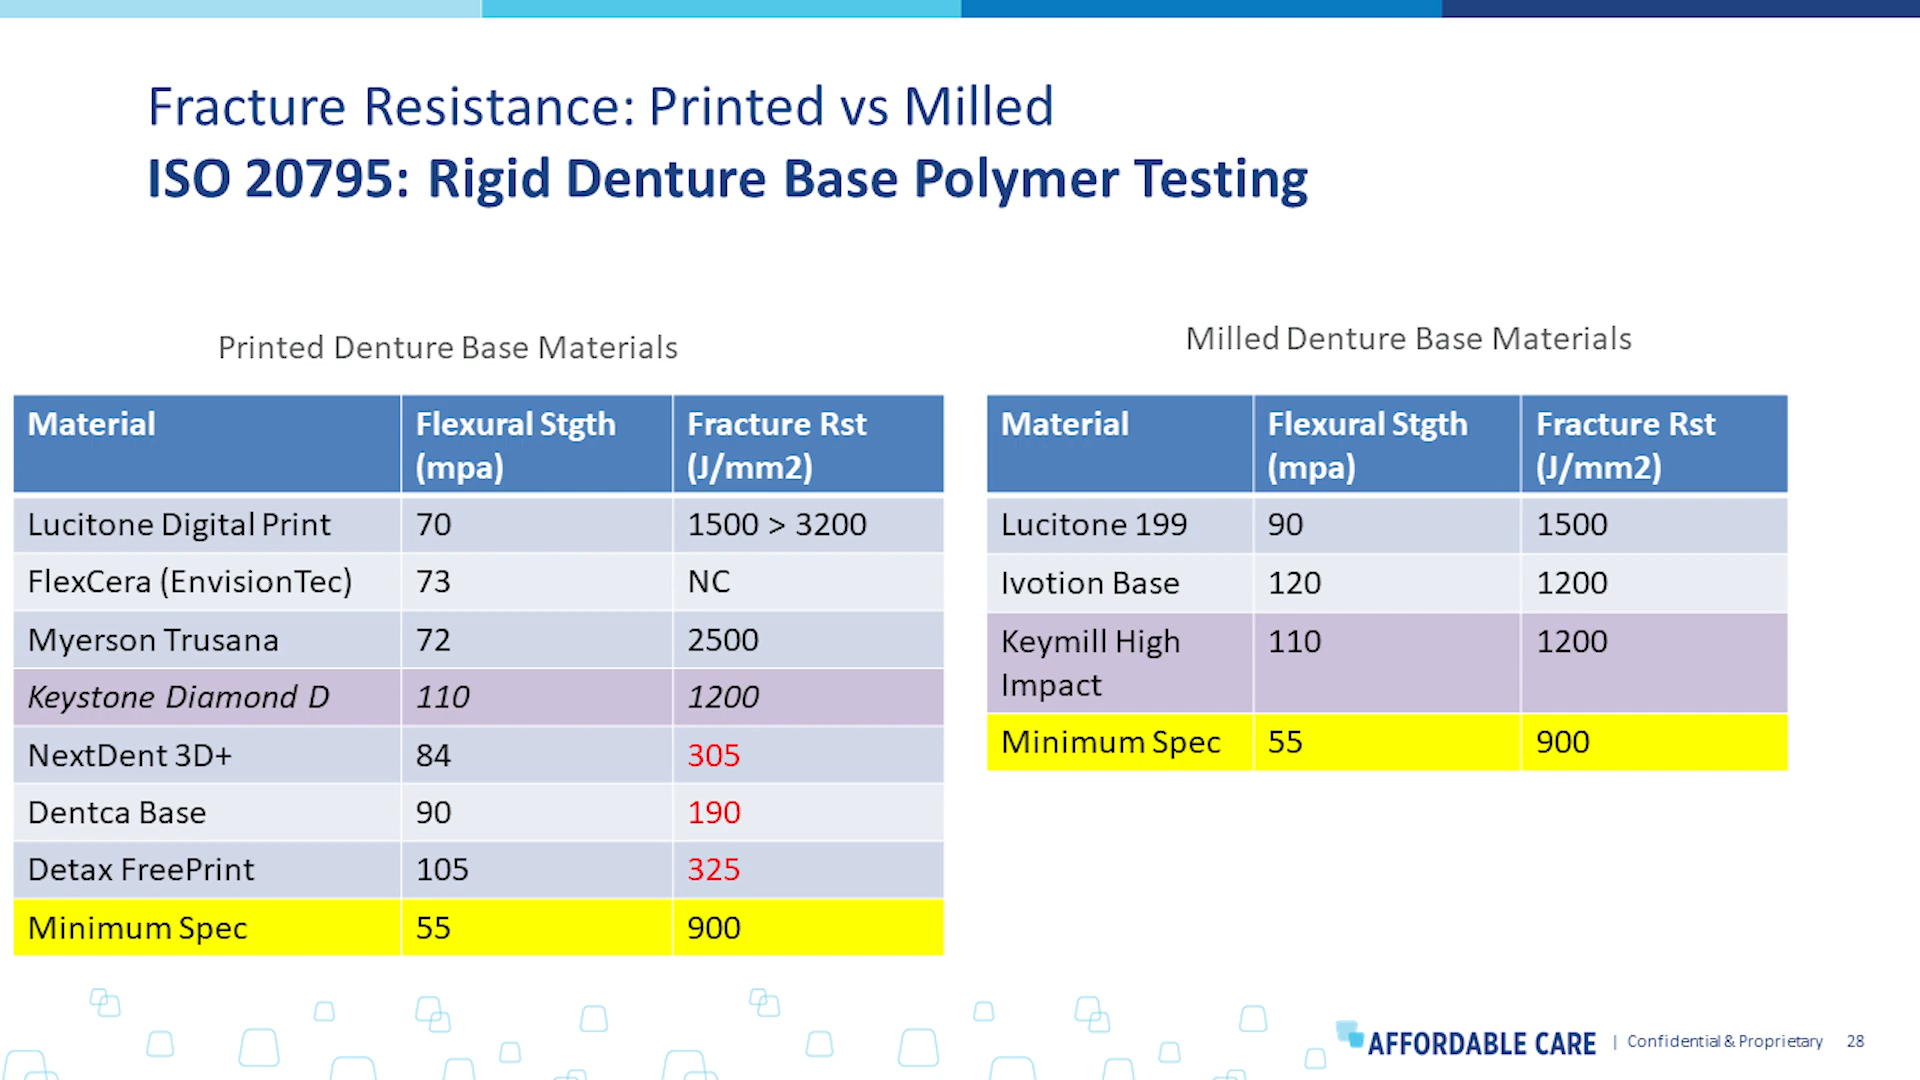 Fracture Resistance: Printed vs Milled
ISO 20795: Rigid Denture Base Polymer Testing
Printed Denture Base Materials
Material Flexural Stgth (mpa) Fracture Rst (J/mm2)
Lucitone Digital Print 70 1500 > 3200
FlexCera (EnvisionTec) 73 NC
Myerson Trusana 72 2500
Keystone Diamond D 110 1200
NextDent 3D+ 84 305
Dentca Base 90 190
Detax FreePrint 105 325
Minimum Spec 55 900
Milled Denture Base Materials
Material Flexural Stgth (mpa) Fracture Rst (J/mm2)
Lucitone 199 90 1500
Ivotion Base 120 1200
Keymill High Impact 110 1200
Minimum Spec 55 900
AFFORDABLE CARE | Confidential & Proprietary 28